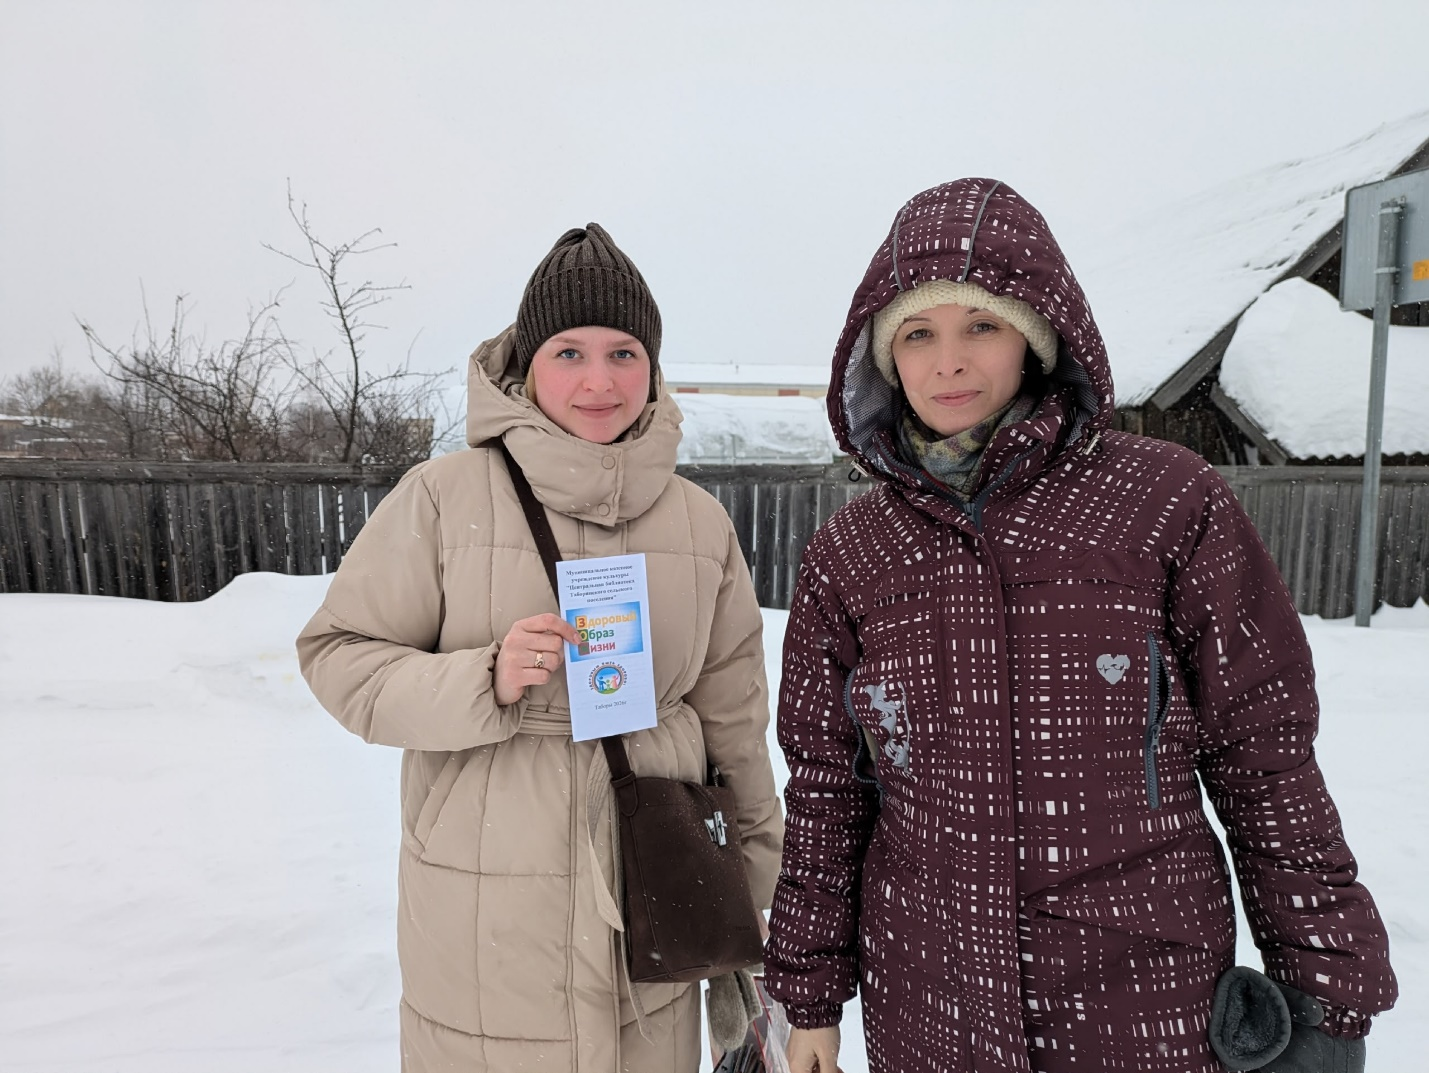 Муниципальное казенное
учреждение культуры
"Центральная библиотека
Таборинского сельского
поселения"
Здоровый
Образ
Жизни
Таборы 2026г